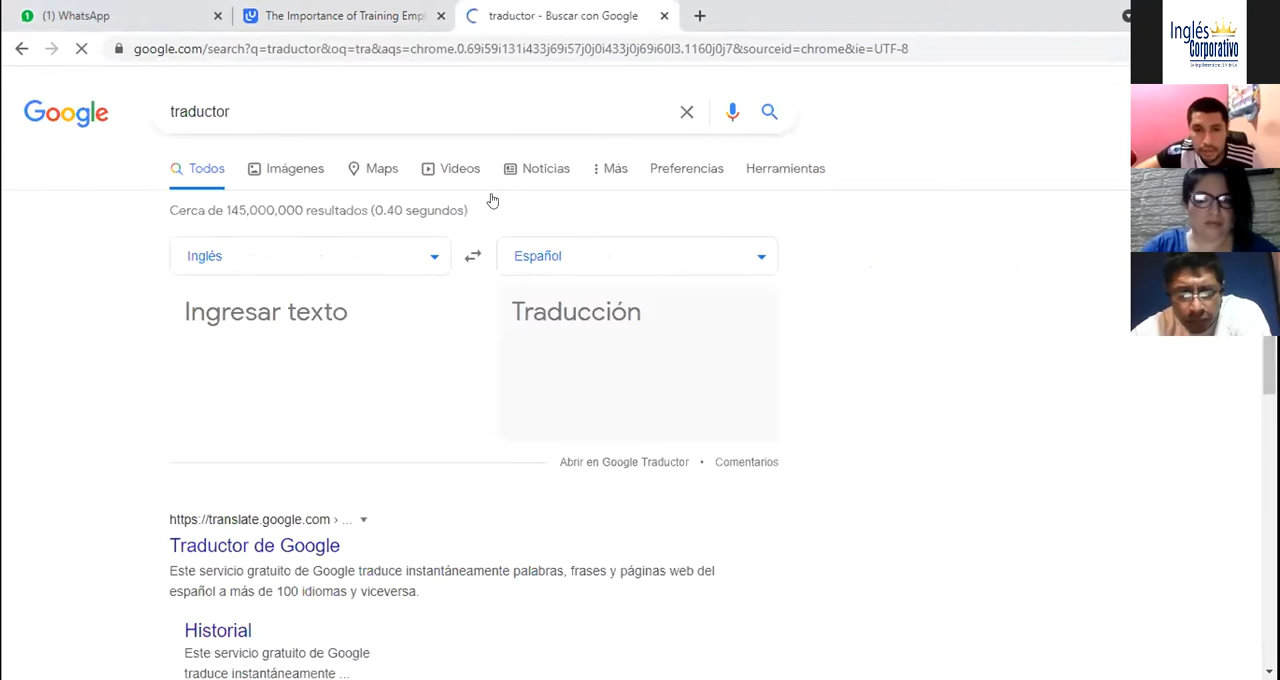 (1) WhatsApp
The Importance of Training Empl
traductor - Buscar con Google
google.com/search?q=traductor&oq=tra&aqs=chrome.0.69i59i131i433j69i57j0j0i433j0j69i60l3.1160j0j7&sourceid=chrome&ie=UTF-8
Inglés
Corporativo
Google
traductor
Todos
Imágenes
Maps
Videos
Noticias
Más
Preferencias
Herramientas
Cerca de 145,000,000 resultados (0.40 segundos)
Inglés
Español
Ingresar texto
Traducción
Abrir en Google Traductor • Comentarios
https://translate.google.com › ...
Traductor de Google
Este servicio gratuito de Google traduce instantáneamente palabras, frases y páginas web del
español a más de 100 idiomas y viceversa.
Historial
Este servicio gratuito de Google
traduce instantáneamente ...